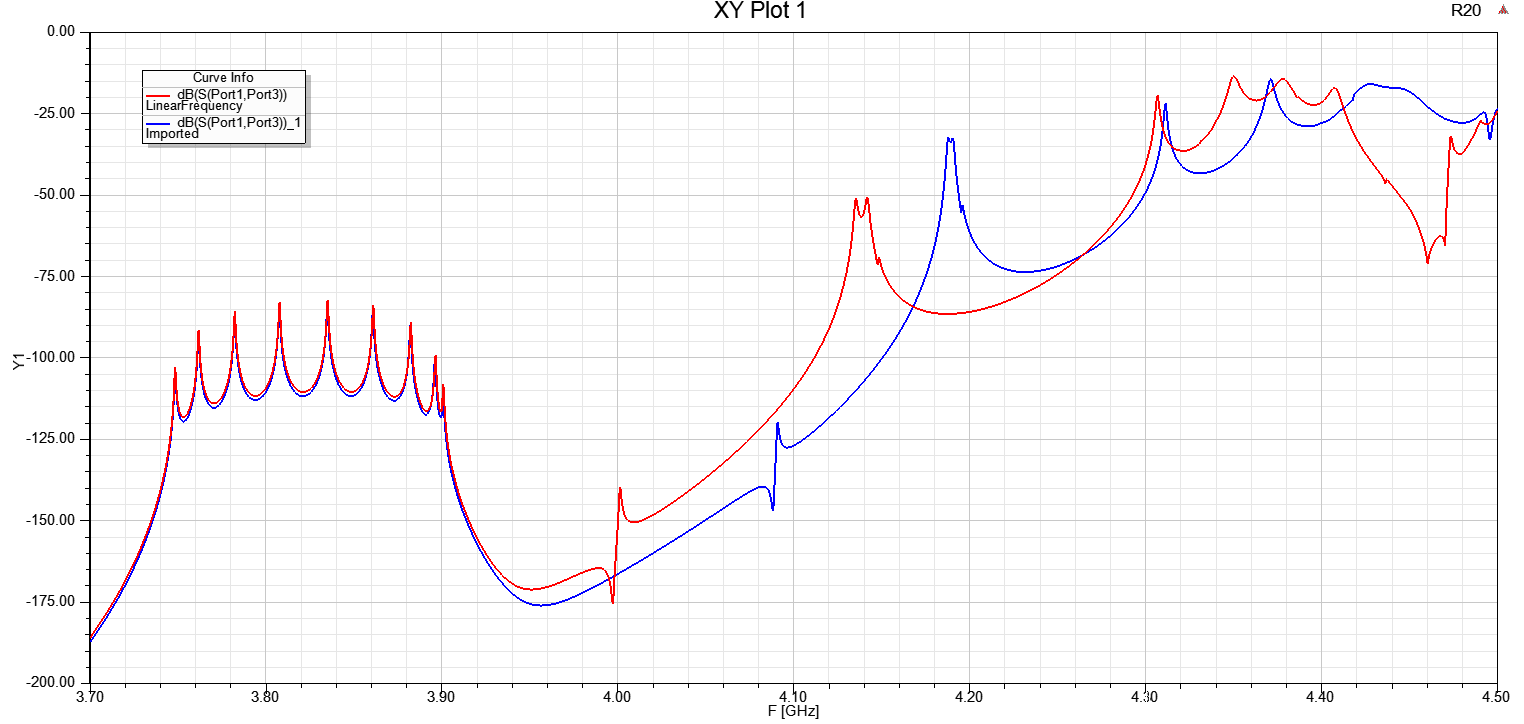 XY Plot 1
R20
0.00
Curve Info
dB(S(Port1,Port3))
LinearFrequency
dB(S(Port1,Port3))_1
Imported
-25.00
-50.00
-75.00
Y1
-100.00
-125.00
-150.00
-175.00
-200.00
3.70 3.80 3.90 4.00 4.10 4.20 4.30 4.40 4.50
F [GHz]